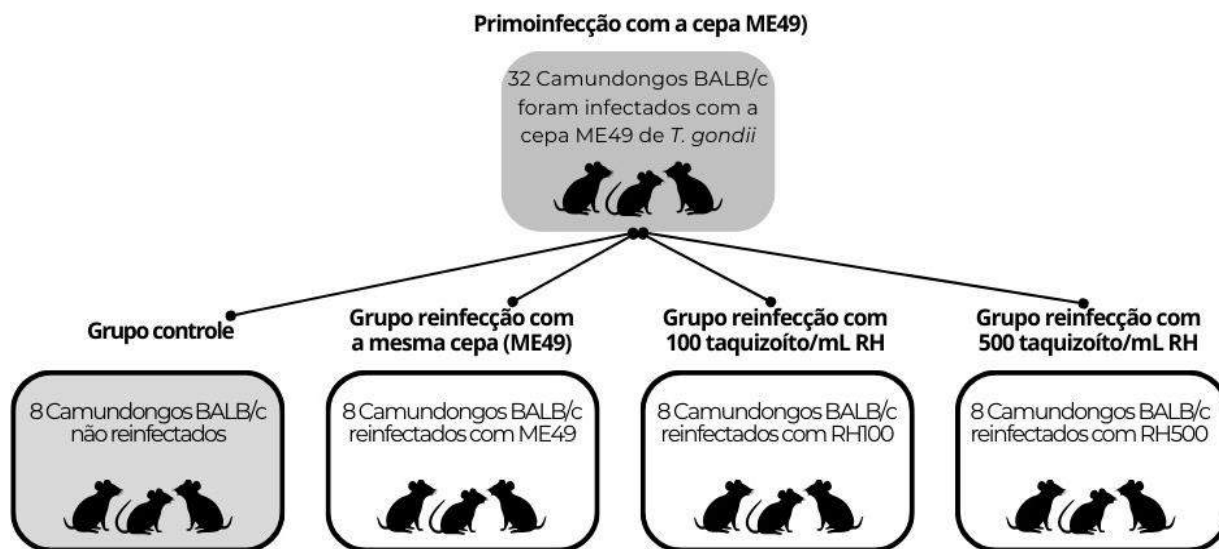 Primoinfecção com a cepa ME49)
32 Camundongos BALB/c
foram infectados com a
cepa ME49 de T. gondii
Grupo controle
8 Camundongos BALB/c
não reinfectados
Grupo reinfecção com
a mesma cepa (ME49)
8 Camundongos BALB/c
reinfectados com ME49
Grupo reinfecção com
100 taquizoíto/mL RH
8 Camundongos BALB/c
reinfectados com RH100
Grupo reinfecção com
500 taquizoíto/mL RH
8 Camundongos BALB/c
reinfectados com RH500